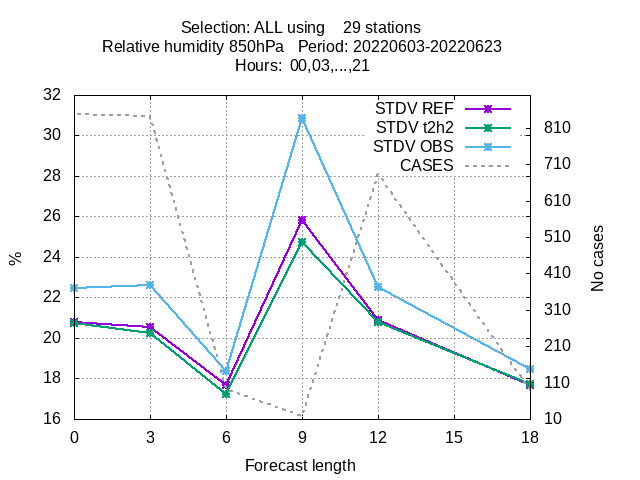 Selection: ALL using    29 stations
Relative humidity 850hPa   Period: 20220603-20220623
Hours:  00,03,...,21
STDV REF
STDV t2h2
STDV OBS
CASES
32
30
28
26
24
22
20
18
16
%
810
710
610
510
410
310
210
110
10
No cases
0 3 6 9 12 15 18
Forecast length